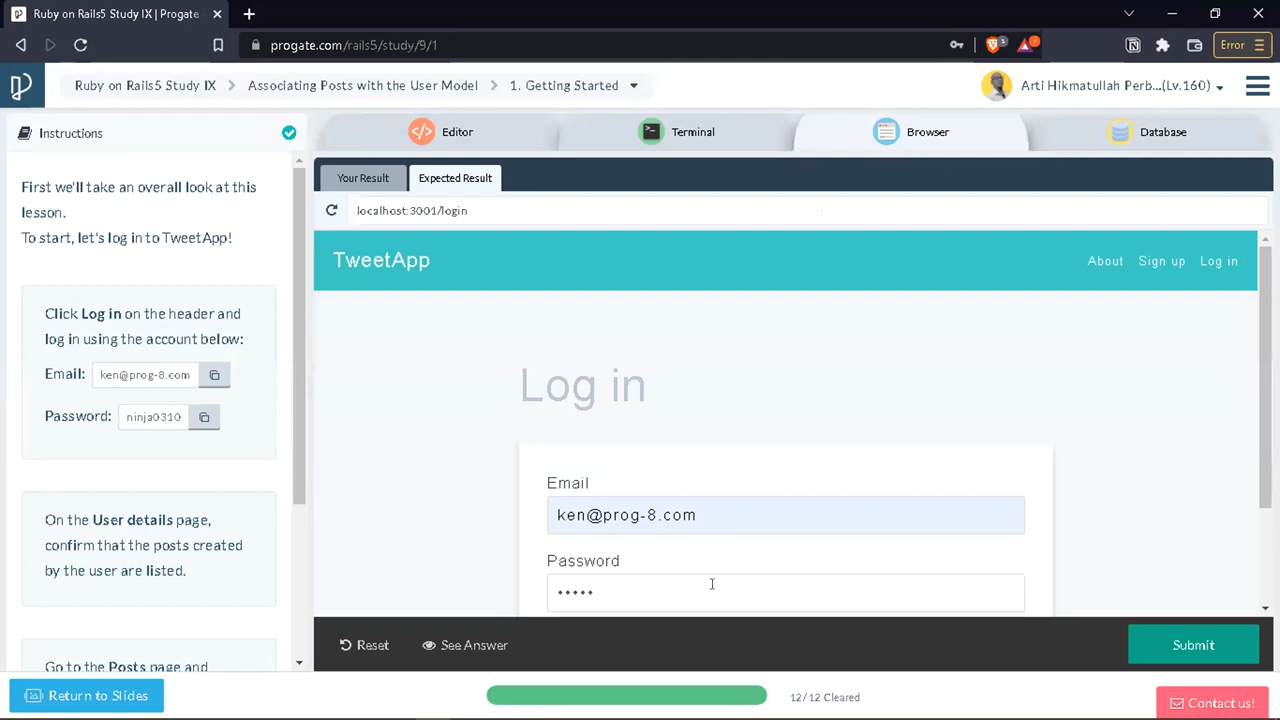 Ruby on Rails5 Study IX | Progate
progate.com/rails5/study/9/1
Error
Ruby on Rails5 Study IX
Associating Posts with the User Model
1. Getting Started
Arti Hikmatullah Perb...(Lv.160)
Instructions
Editor
Terminal
Browser
Database
First we'll take an overall look at this
lesson.
To start, let's log in to TweetApp!
Click Log in on the header and
log in using the account below:
Email: ken@prog-8.com
Password: ninja0310
On the User details page,
confirm that the posts created
by the user are listed.
Go to the Posts page and
Your Result
Expected Result
localhost:3001/login
TweetApp
About
Sign up
Log in
Log in
Email
ken@prog-8.com
Password
•••••
Reset
See Answer
Submit
Return to Slides
12/12 Cleared
Contact us!